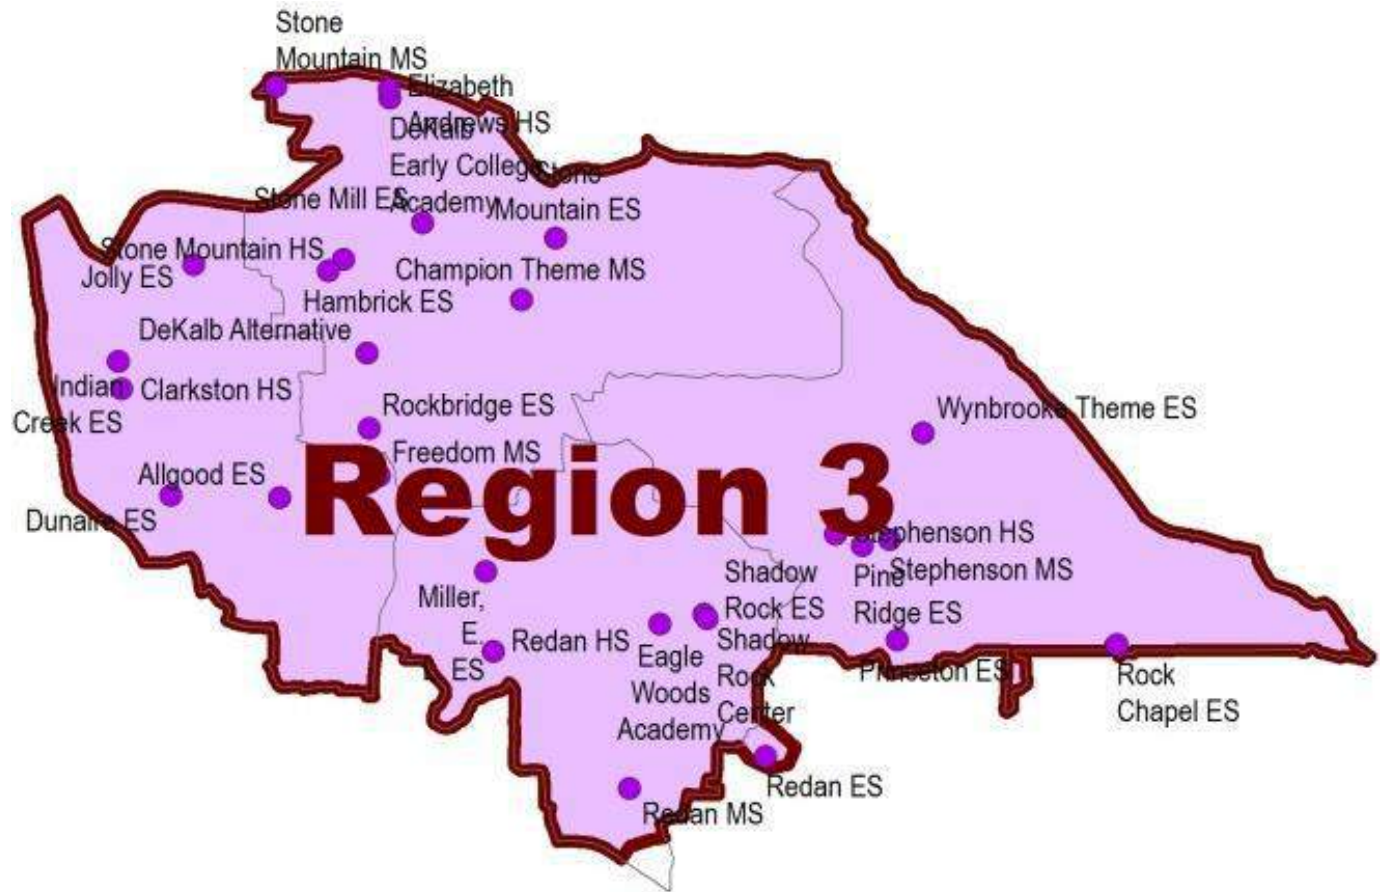 Stone
Mountain MS
Elizabeth
Andrews HS
DeKalb
Early College
Academy
Stone
Mountain ES
Stone Mill ES
Stone Mountain HS
Jolly ES
Champion Theme MS
Hambrick ES
DeKalb Alternative
Indian
Creek ES
Clarkston HS
Rockbridge ES
Wynbrooke Theme ES
Freedom MS
Allgood ES
Dunaire ES
Region 3
Stephenson HS
Stephenson MS
Pine
Ridge ES
Shadow
Rock ES
Shadow
Rock
Center
Miller,
E.
ES
Redan HS
Eagle
Woods
Academy
Princeton ES
Rock
Chapel ES
Redan ES
Redan MS